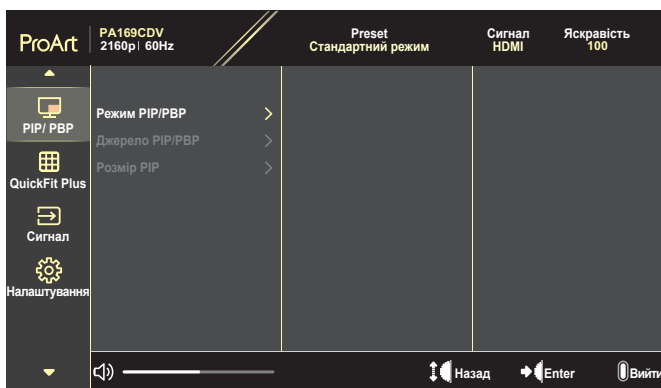 ProArt
PA169CDV
2160p| 60Hz
Preset
Стандартний режим
Сигнал
HDMI
Яскравість
100
PIP/ PBP
QuickFit Plus
Сигнал
Налаштування
Режим PIP/PBP
Джерело PIP/PBP
Розмір PIP
Назад
Enter
Вийти